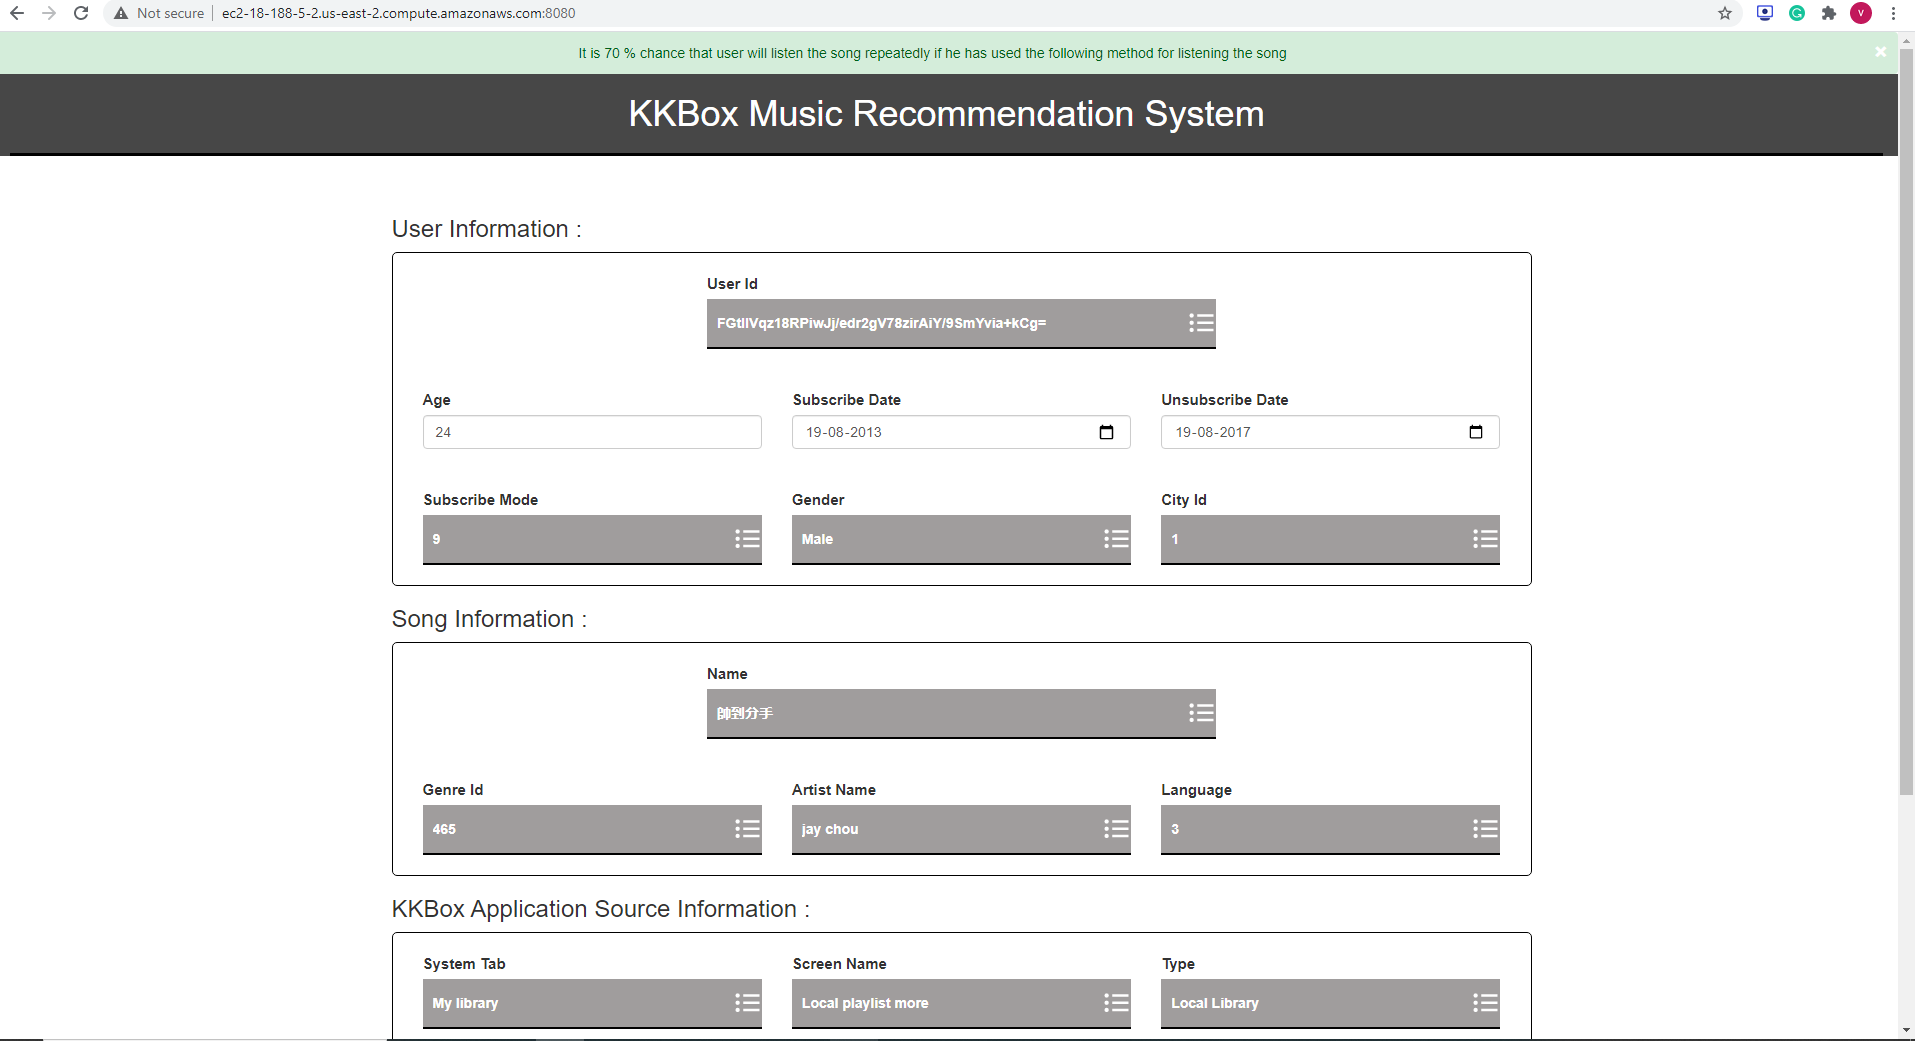 Not secure | ec2-18-188-5-2.us-east-2.compute.amazonaws.com:8080
V
It is 70 % chance that user will listen the song repeatedly if he has used the following method for listening the song ×
KKBox Music Recommendation System
User Information :
User Id
FGtllVqz18RPiwJj/edr2gV78zirAiY/9SmYvia+kCg=
Age Subscribe Date Unsubscribe Date
24 19-08-2013 19-08-2017
Subscribe Mode Gender City Id
9 Male 1
Song Information :
Name
帥到分手
Genre Id Artist Name Language
465 jay chou 3
KKBox Application Source Information :
System Tab Screen Name Type
My library Local playlist more Local Library